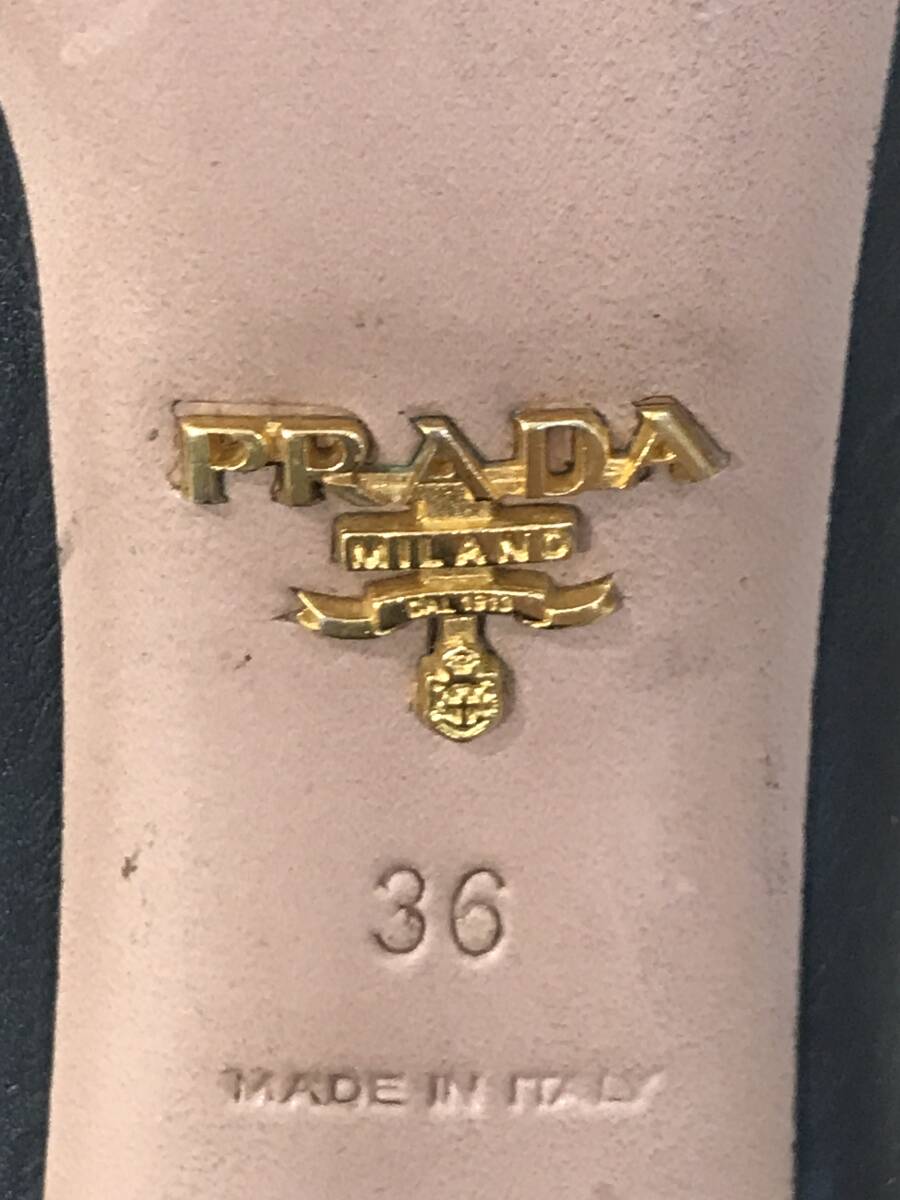 PRADA
MILANO
DAL 1913
36
MADE IN ITALY